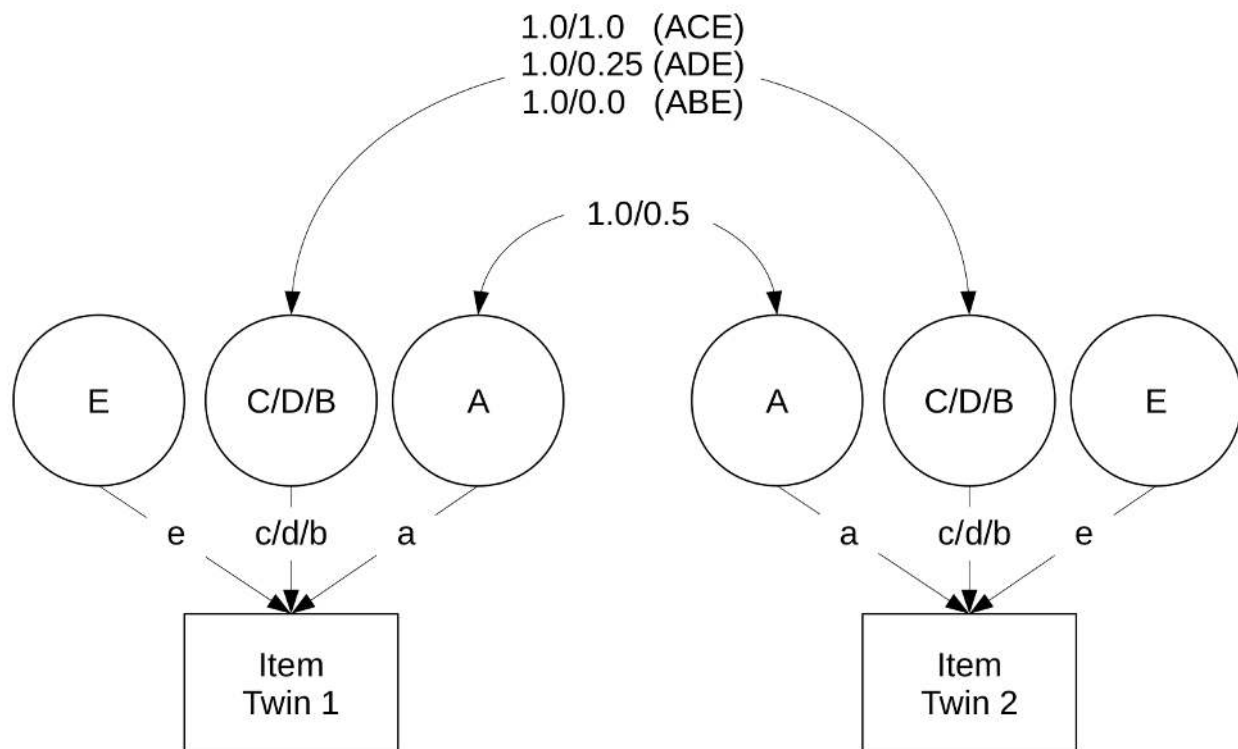 1.0/1.0 (ACE)
1.0/0.25 (ADE)
1.0/0.0 (ABE)
1.0/0.5
E
C/D/B
A
A
C/D/B
E
e
c/d/b
a
a
c/d/b
e
Item
Twin 1
Item
Twin 2